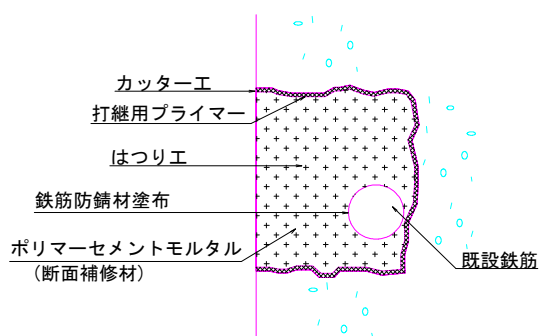 カッター工
打継用プライマー
はつり工
鉄筋防錆材塗布
ポリマーセメントモルタル
(断面補修材)
既設鉄筋